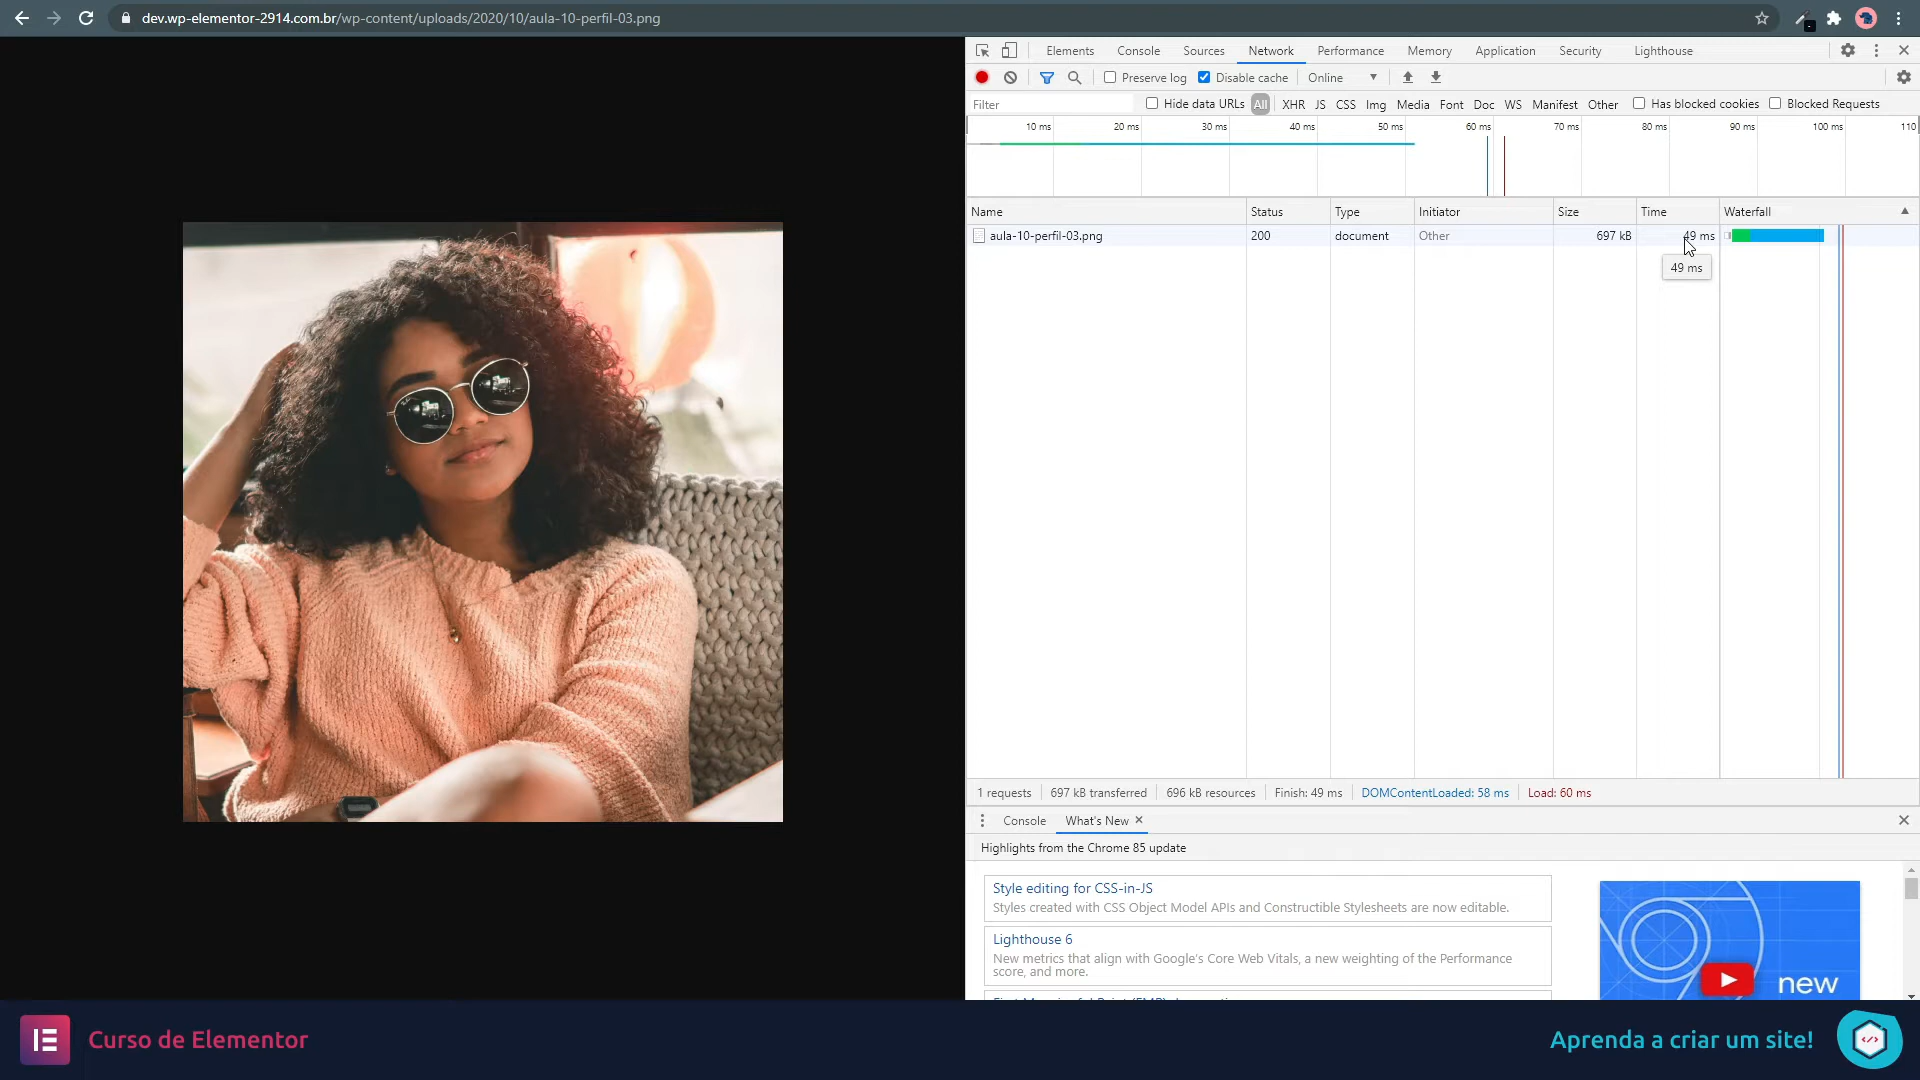 dev.wp-elementor-2914.com.br/wp-content/uploads/2020/10/aula-10-perfil-03.png
Elements Console Sources Network Performance Memory Application Security Lighthouse
Preserve log Disable cache Online
Filter Hide data URLs All XHR JS CSS Img Media Font Doc WS Manifest Other Has blocked cookies Blocked Requests
10 ms 20 ms 30 ms 40 ms 50 ms 60 ms 70 ms 80 ms 90 ms 100 ms 110
Name Status Type Initiator Size Time Waterfall
aula-10-perfil-03.png 200 document Other 697 kB 49 ms
49 ms
1 requests 697 kB transferred 696 kB resources Finish: 49 ms DOMContentLoaded: 58 ms Load: 60 ms
Console What's New
Highlights from the Chrome 85 update
Style editing for CSS-in-JS
Styles created with CSS Object Model APIs and Constructible Stylesheets are now editable.
Lighthouse 6
New metrics that align with Google's Core Web Vitals, a new weighting of the Performance
score, and more.
new
Curso de Elementor
Aprenda a criar um site!